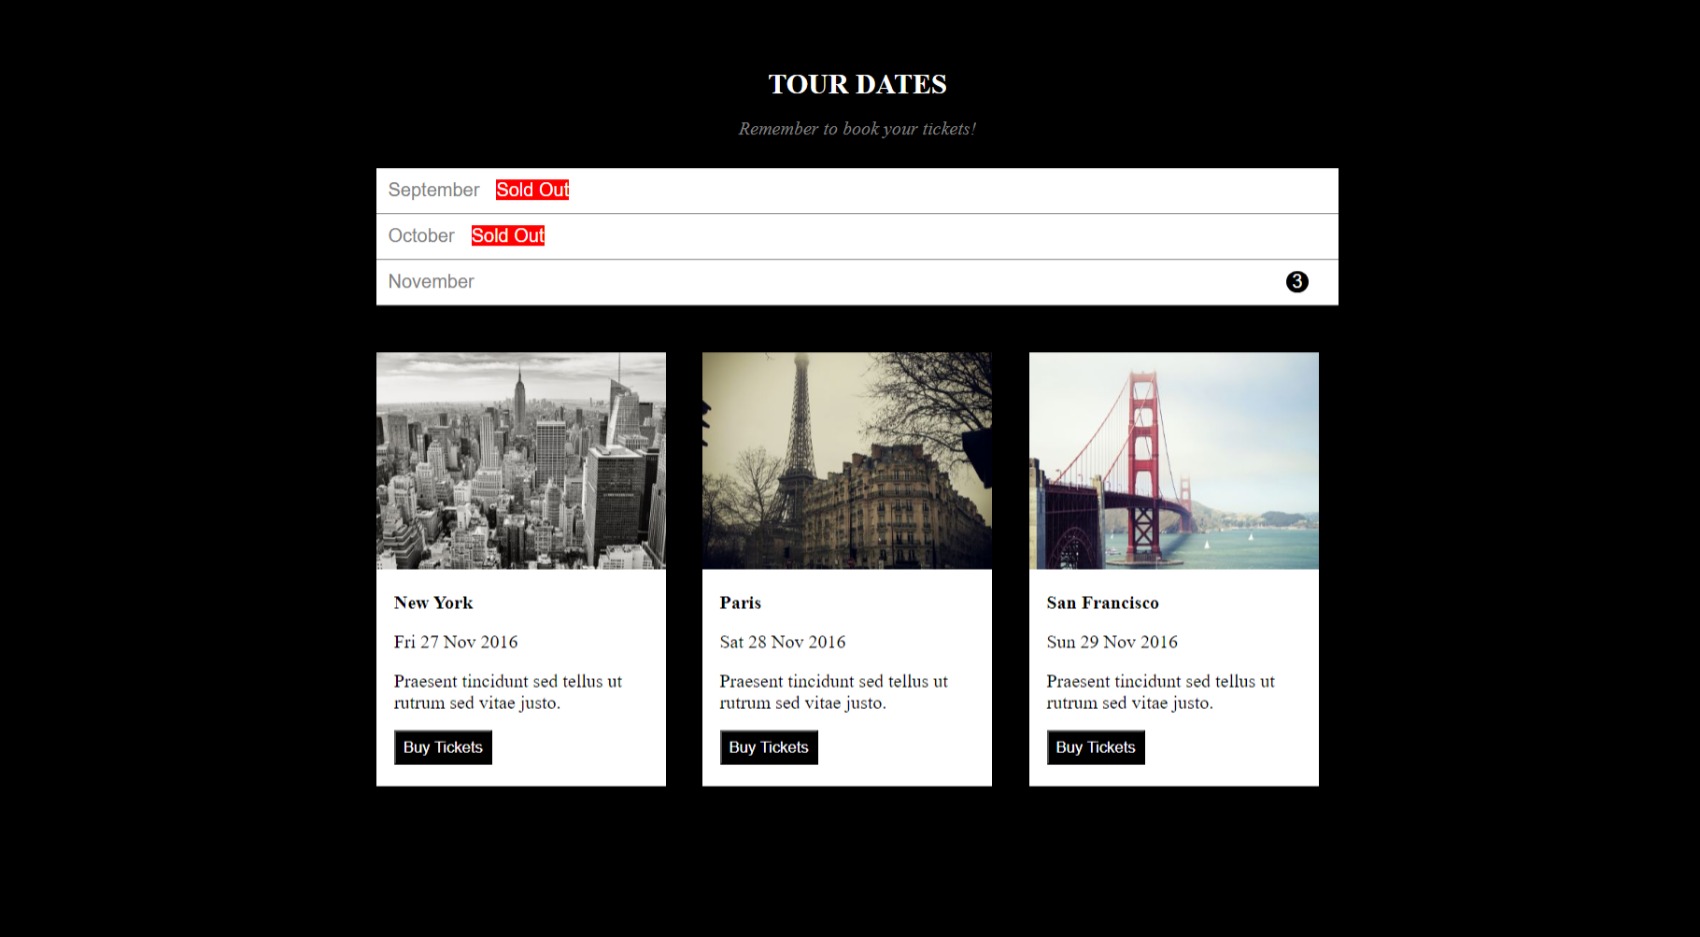 TOUR DATES
Remember to book your tickets!
September Sold Out
October Sold Out
November 3
New York
Fri 27 Nov 2016
Praesent tincidunt sed tellus ut
rutrum sed vitae justo.
Buy Tickets
Paris
Sat 28 Nov 2016
Praesent tincidunt sed tellus ut
rutrum sed vitae justo.
Buy Tickets
San Francisco
Sun 29 Nov 2016
Praesent tincidunt sed tellus ut
rutrum sed vitae justo.
Buy Tickets